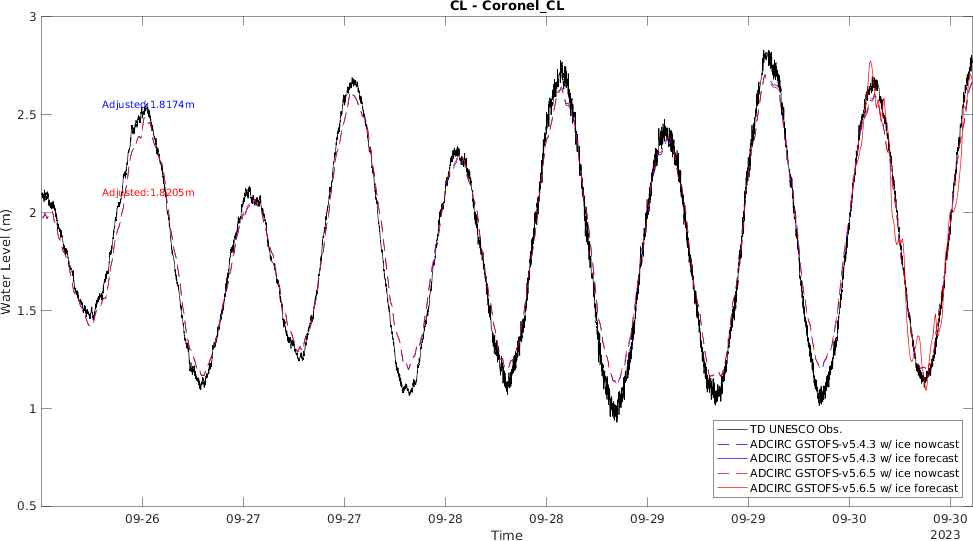 CL - Coronel_CL
3
2.5
2
1.5
1
0.5
Water Level (m)
Adjusted:1.8174m
Adjusted:1.8205m
TD UNESCO Obs.
ADCIRC GSTOFS-v5.4.3 w/ ice nowcast
ADCIRC GSTOFS-v5.4.3 w/ ice forecast
ADCIRC GSTOFS-v5.6.5 w/ ice nowcast
ADCIRC GSTOFS-v5.6.5 w/ ice forecast
09-26 09-27 09-27 09-28 09-28 09-29 09-29 09-30 09-30
2023
Time